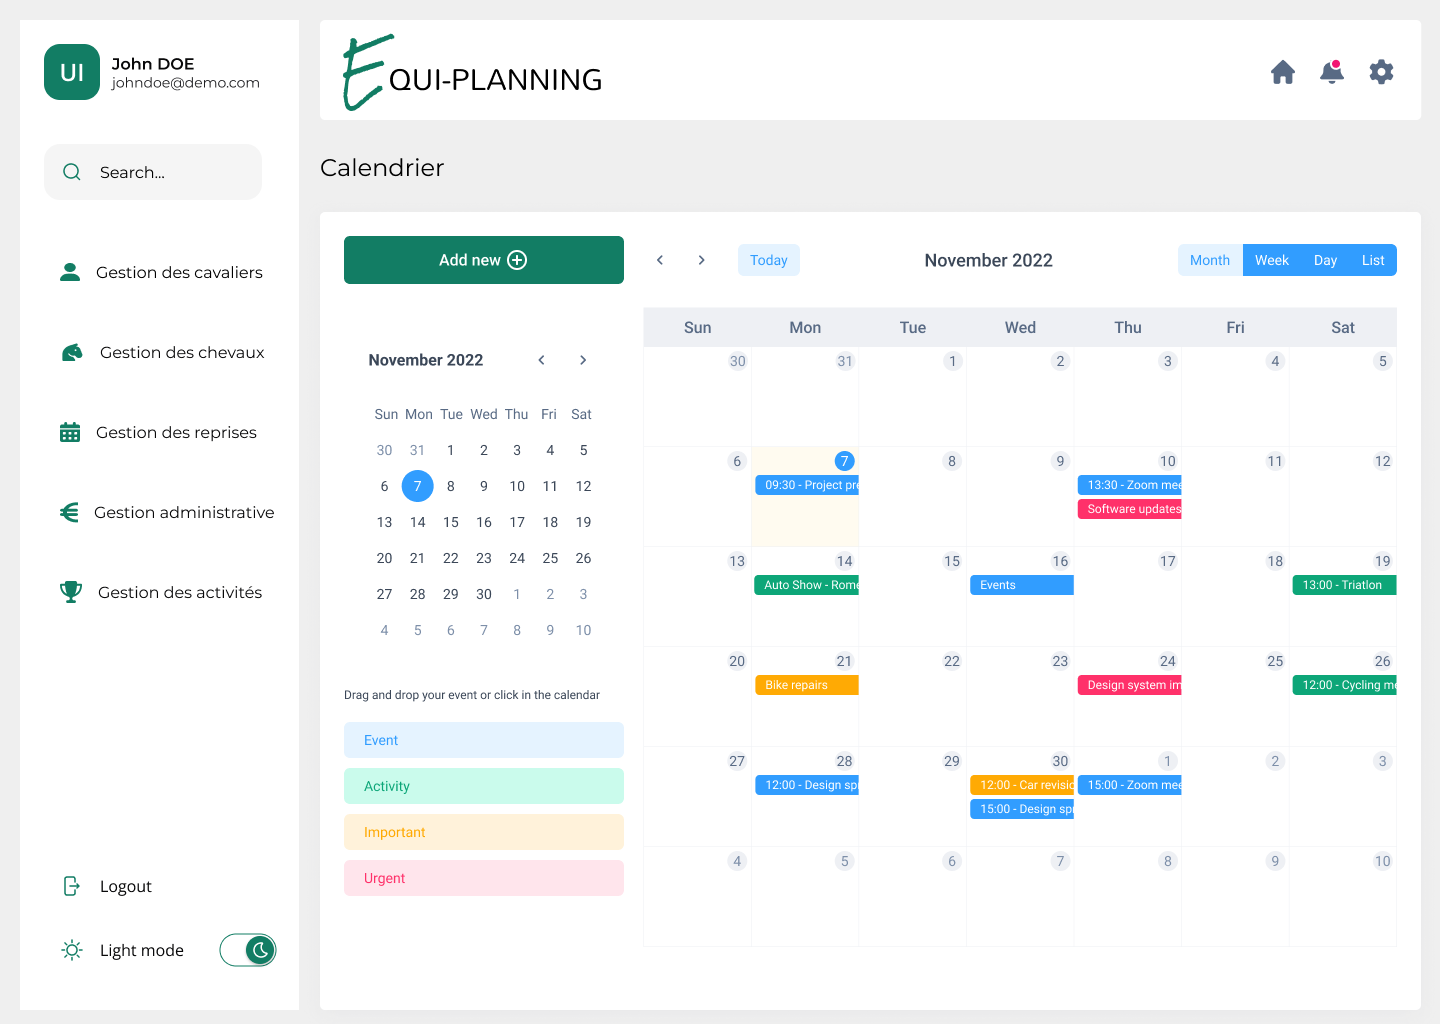 UI
John DOE
johndoe@demo.com
Search...
Gestion des cavaliers
Gestion des chevaux
Gestion des reprises
Gestion administrative
Gestion des activités
Logout
Light mode
EQUI-PLANNING
Calendrier
Add new
November 2022
Sun Mon Tue Wed Thu Fri Sat
30 31 1 2 3 4 5
6 7 8 9 10 11 12
13 14 15 16 17 18 19
20 21 22 23 24 25 26
27 28 29 30 1 2 3
4 5 6 7 8 9 10
Drag and drop your event or click in the calendar
Event
Activity
Important
Urgent
Today
November 2022
Month Week Day List
Sun Mon Tue Wed Thu Fri Sat
30 31 1 2 3 4 5
6 7 8 9 10 11 12
09:30 - Project pre
13:30 - Zoom mee
Software updates
13 14 15 16 17 18 19
Auto Show - Rome
Events
13:00 - Triatlon
20 21 22 23 24 25 26
Bike repairs
Design system im
12:00 - Cycling me
27 28 29 30 1 2 3
12:00 - Design spr
12:00 - Car revisio
15:00 - Zoom mee
15:00 - Design spr
4 5 6 7 8 9 10